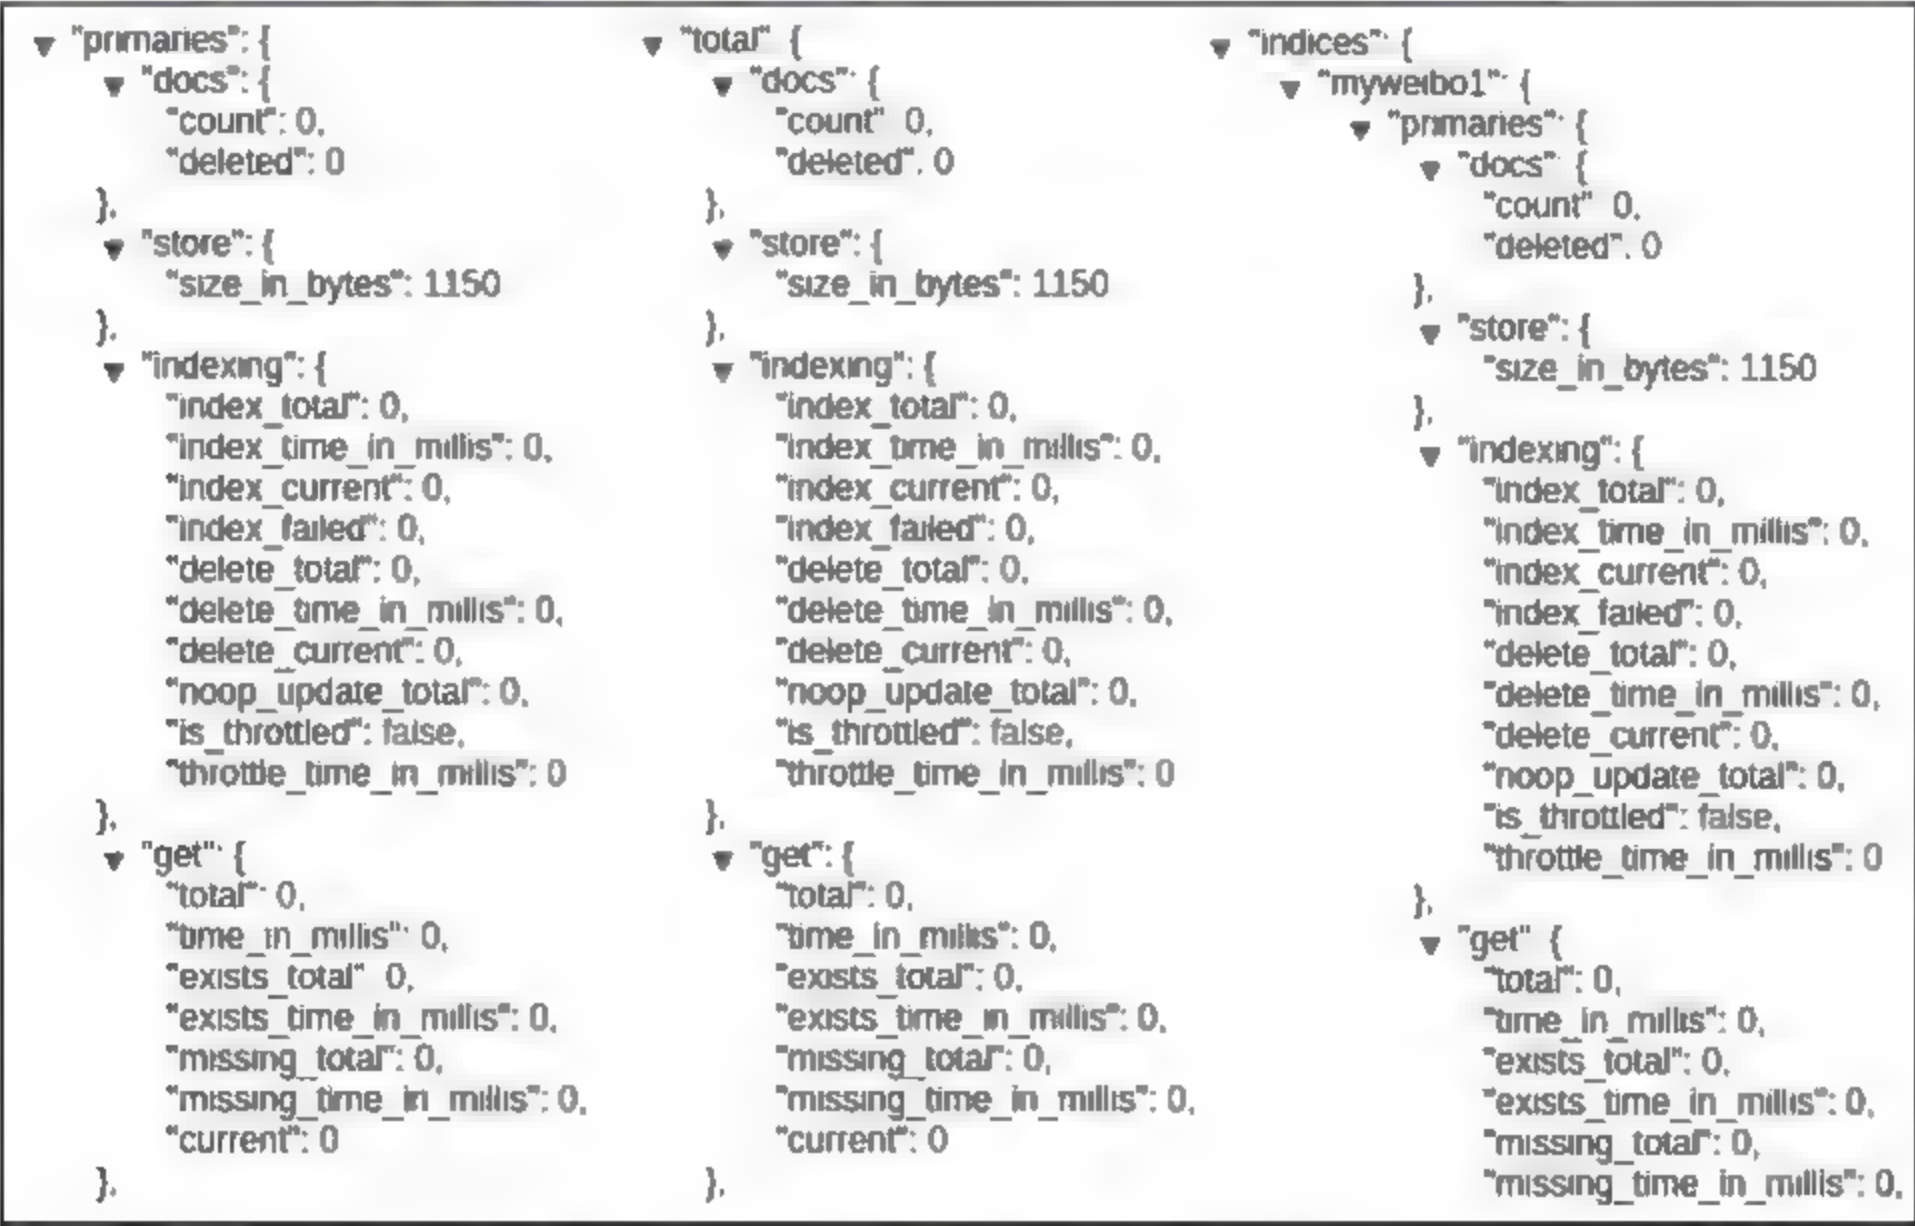 "primaries": {
"docs": {
"count": 0,
"deleted": 0
},
"store": {
"size_in_bytes": 1150
},
"indexing": {
"index_total": 0,
"index_time_in_millis": 0,
"index_current": 0,
"index_failed": 0,
"delete_total": 0,
"delete_time_in_millis": 0,
"delete_current": 0,
"noop_update_total": 0,
"is_throttled": false,
"throttle_time_in_millis": 0
},
"get": {
"total": 0,
"time_in_millis": 0,
"exists_total" 0,
"exists_time_in_millis": 0,
"missing_total": 0,
"missing_time_in_millis": 0,
"current": 0
},
"total" {
"docs": {
"count" 0,
"deleted". 0
},
"store": {
"size_in_bytes": 1150
},
"indexing": {
"index_total": 0,
"index_time_in_millis": 0,
"index_current": 0,
"index_failed": 0,
"delete_total": 0,
"delete_time_in_millis": 0,
"delete_current": 0,
"noop_update_total": 0,
"is_throttled": false,
"throttle_time_in_millis": 0
},
"get": {
"total": 0,
"time_in_millis": 0,
"exists_total": 0,
"exists_time_in_millis": 0,
"missing_total": 0,
"missing_time_in_millis": 0,
"current": 0
},
"indices": {
"myweibo1": {
"primaries": {
"docs": {
"count" 0,
"deleted". 0
},
"store": {
"size_in_bytes": 1150
},
"indexing": {
"index_total": 0,
"index_time_in_millis": 0,
"index_current": 0,
"index_failed": 0,
"delete_total": 0,
"delete_time_in_millis": 0,
"delete_current": 0,
"noop_update_total": 0,
"is_throttled": false,
"throttle_time_in_millis": 0
},
"get" {
"total": 0,
"time_in_millis": 0,
"exists_total": 0,
"exists_time_in_millis": 0,
"missing_total": 0,
"missing_time_in_millis": 0,